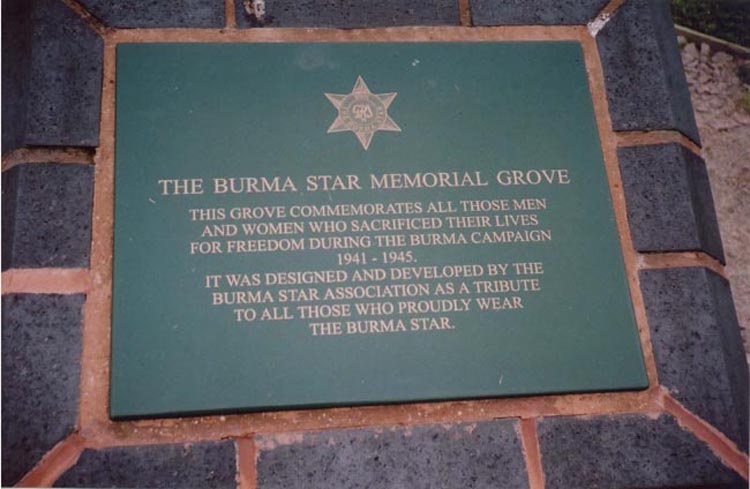 THE BURMA STAR MEMORIAL GROVE
THIS GROVE COMMEMORATES ALL THOSE MEN
AND WOMEN WHO SACRIFICED THEIR LIVES
FOR FREEDOM DURING THE BURMA CAMPAIGN
1941 - 1945.
IT WAS DESIGNED AND DEVELOPED BY THE
BURMA STAR ASSOCIATION AS A TRIBUTE
TO ALL THOSE WHO PROUDLY WEAR
THE BURMA STAR.